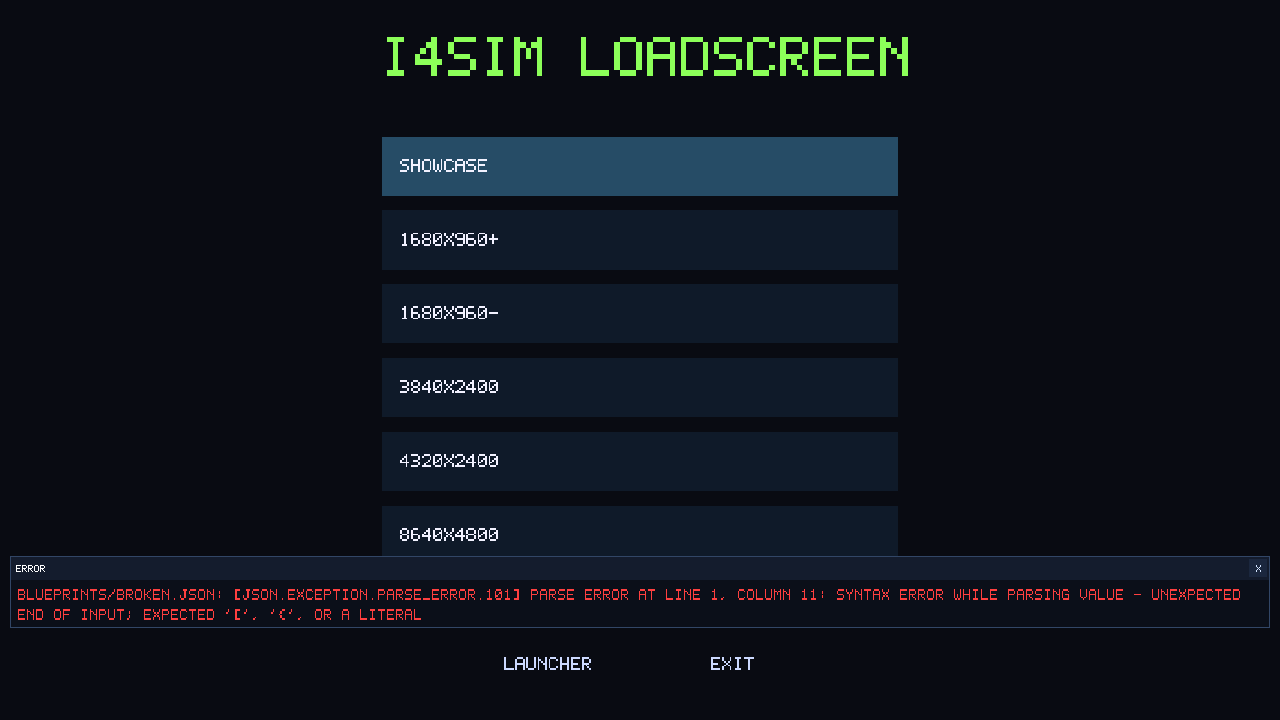 I4SIM LOADSCREEN
SHOWCASE
1680X960+
1680X960-
3840X2400
4320X2400
8640X4800
ERROR X
BLUEPRINTS/BROKEN.JSON: [JSON.EXCEPTION.PARSE_ERROR.101] PARSE ERROR AT LINE 1, COLUMN 11: SYNTAX ERROR WHILE PARSING VALUE - UNEXPECTED
END OF INPUT; EXPECTED '[', '{', OR A LITERAL
LAUNCHER EXIT